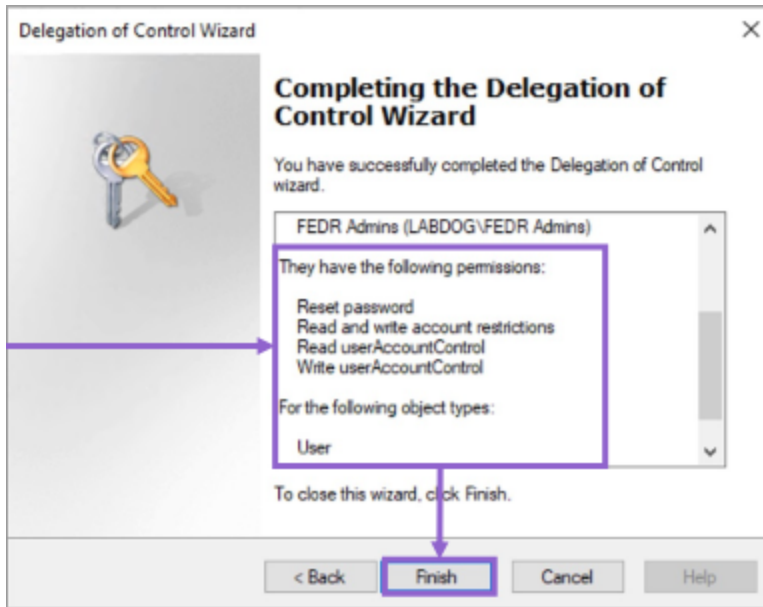 Delegation of Control Wizard
Completing the Delegation of
Control Wizard
You have successfully completed the Delegation of Control
wizard.
FEDR Admins (LABDOG\FEDR Admins)
They have the following permissions:
Reset password
Read and write account restrictions
Read userAccountControl
Write userAccountControl
For the following object types:
User
To close this wizard, click Finish.
< Back
Finish
Cancel
Help